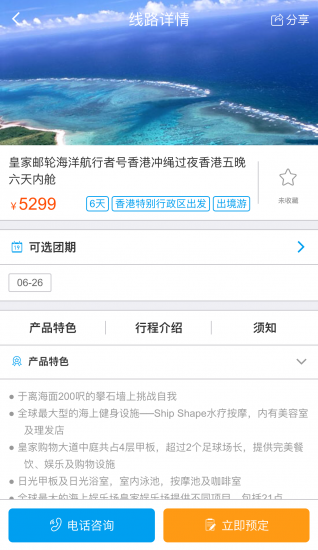 线路详情
分享
皇家邮轮海洋航行者号香港冲绳过夜香港五晚
六天内舱
¥5299
6天 香港特别行政区出发 出境游
未收藏
可选团期
06-26
产品特色 行程介绍 须知
产品特色
于离海面200呎的攀石墙上挑战自我
全球最大型的海上健身设施──Ship Shape水疗按摩，内有美容室
及理发店
皇家购物大道中庭共占4层甲板，超过2个足球场长，提供完美餐
饮、娱乐及购物设施
日光甲板及日光浴室，室内泳池，按摩池及咖啡室
全球最大的海上娱乐场皇家娱乐场提供不同项目，包括21点
电话咨询
立即预定